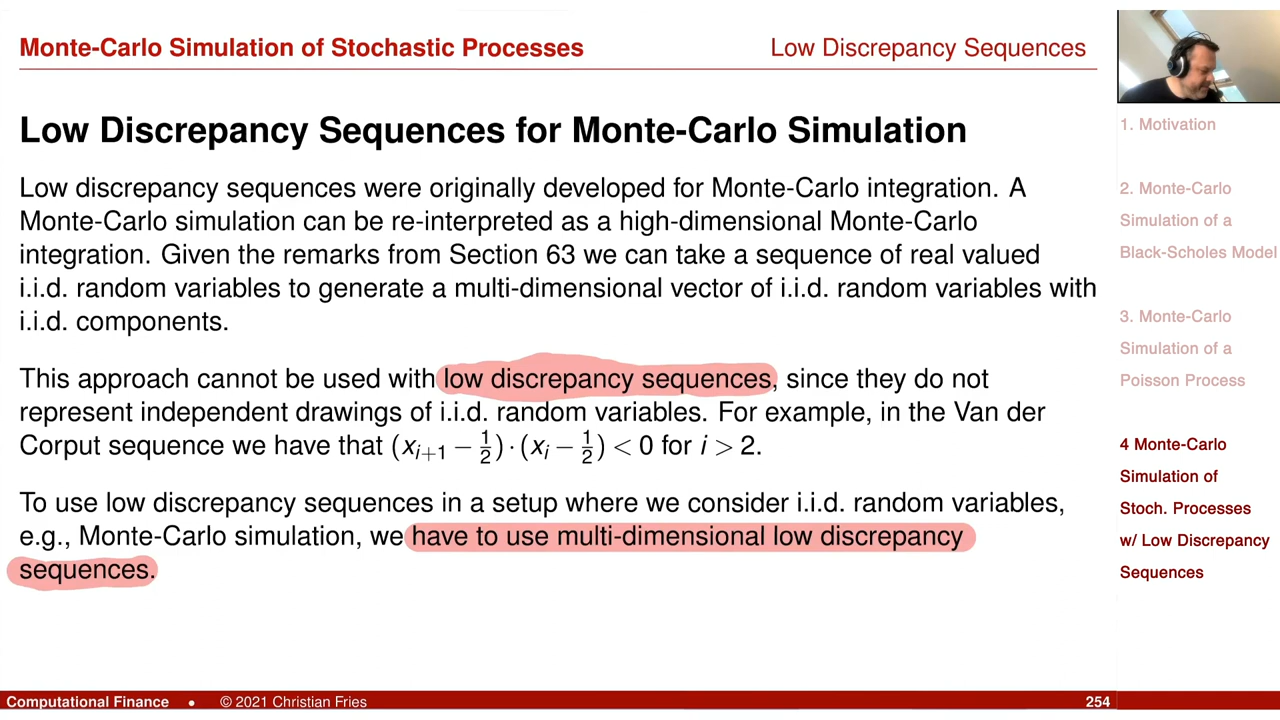 Monte-Carlo Simulation of Stochastic Processes
Low Discrepancy Sequences
Low Discrepancy Sequences for Monte-Carlo Simulation
Low discrepancy sequences were originally developed for Monte-Carlo integration. A
Monte-Carlo simulation can be re-interpreted as a high-dimensional Monte-Carlo
integration. Given the remarks from Section 63 we can take a sequence of real valued
i.i.d. random variables to generate a multi-dimensional vector of i.i.d. random variables with
i.i.d. components.
This approach cannot be used with low discrepancy sequences, since they do not
represent independent drawings of i.i.d. random variables. For example, in the Van der
Corput sequence we have that (xᵢ₊₁ − ½) · (xᵢ − ½) < 0 for i > 2.
To use low discrepancy sequences in a setup where we consider i.i.d. random variables,
e.g., Monte-Carlo simulation, we have to use multi-dimensional low discrepancy
sequences.
1. Motivation
2. Monte-Carlo
Simulation of a
Black-Scholes Model
3. Monte-Carlo
Simulation of a
Poisson Process
4 Monte-Carlo
Simulation of
Stoch. Processes
w/ Low Discrepancy
Sequences
Computational Finance • © 2021 Christian Fries 254